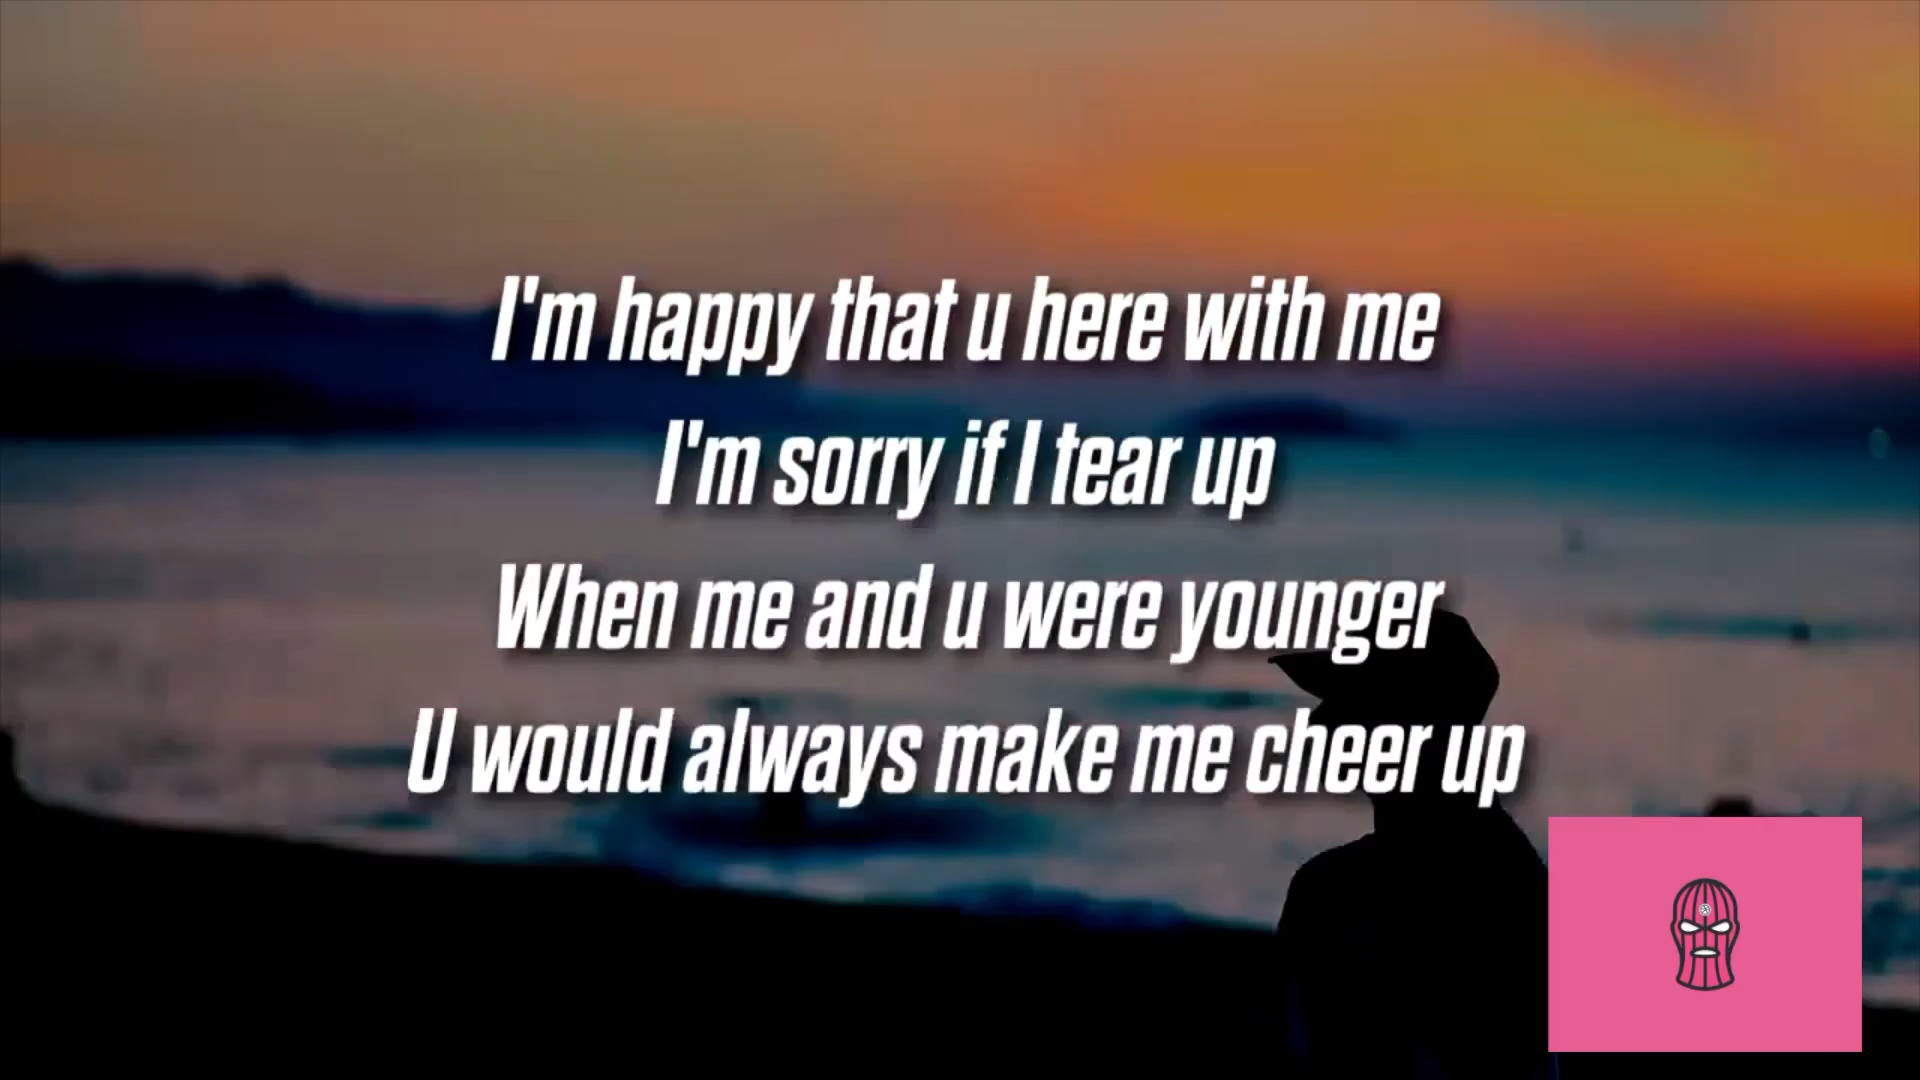 I'm happy that u here with me
I'm sorry if I tear up
When me and u were younger
U would always make me cheer up